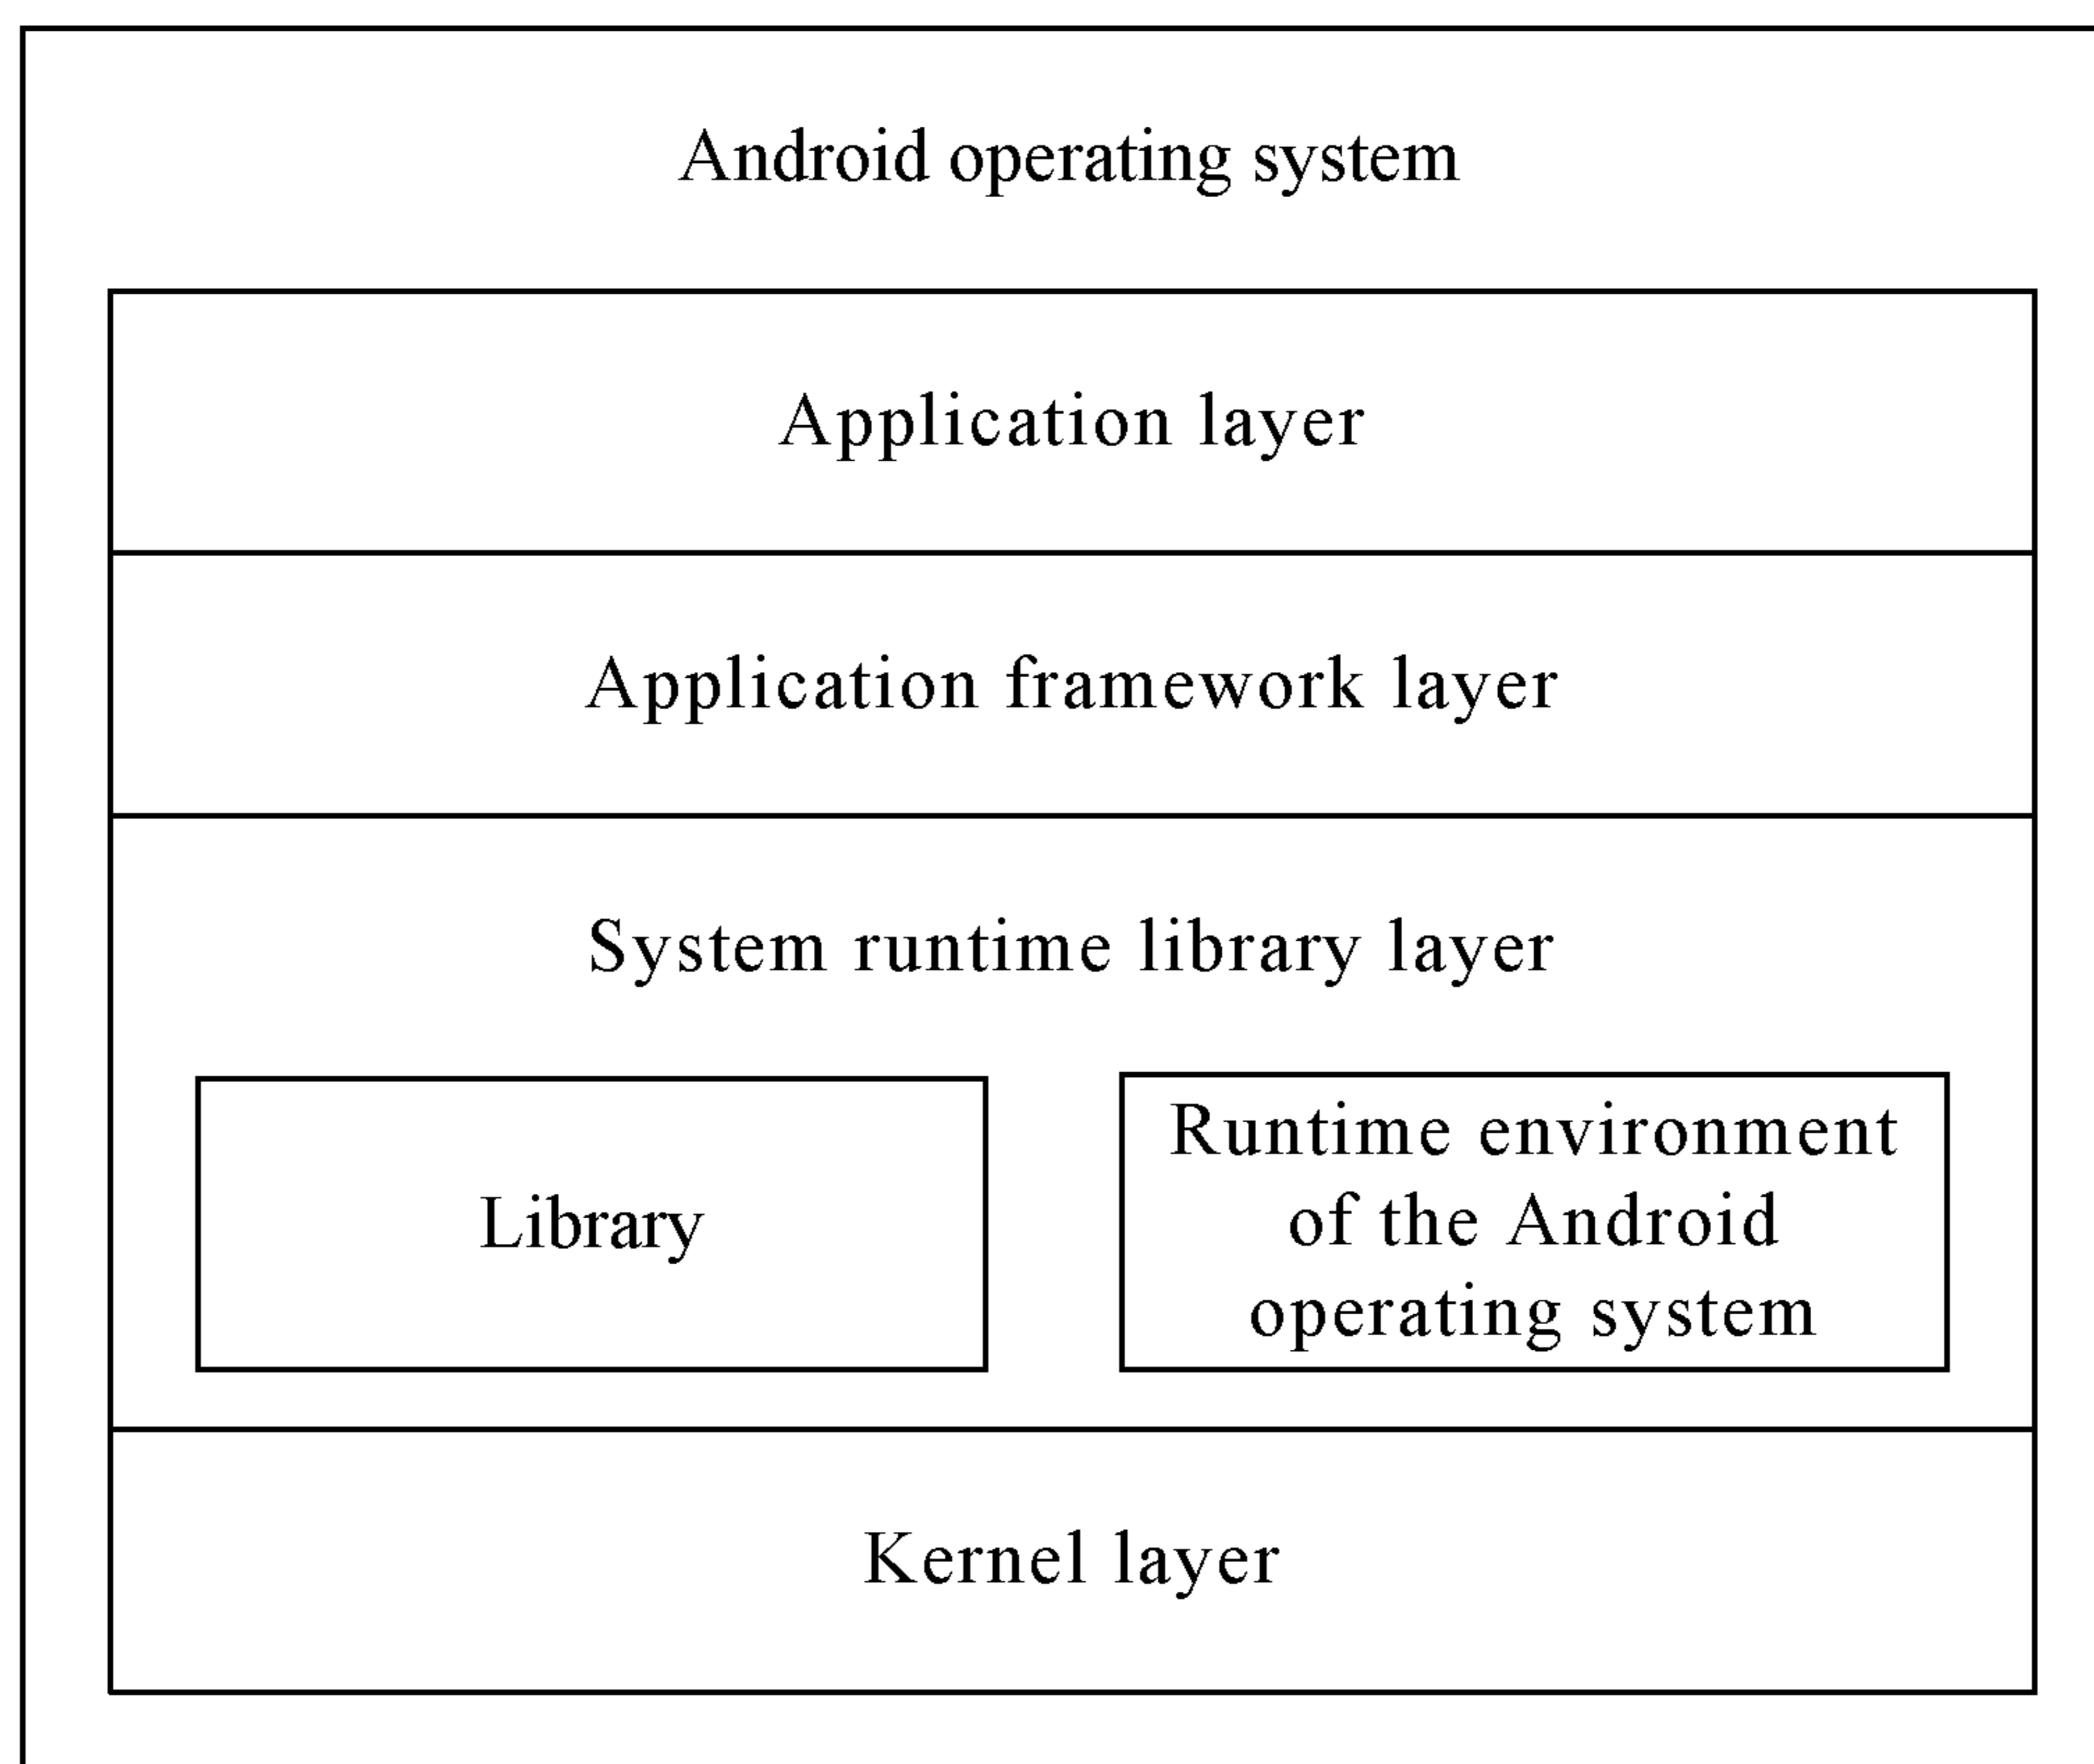 Android operating system
Application layer
Application framework layer
System runtime library layer
Library
Runtime environment
of the Android
operating system
Kernel layer